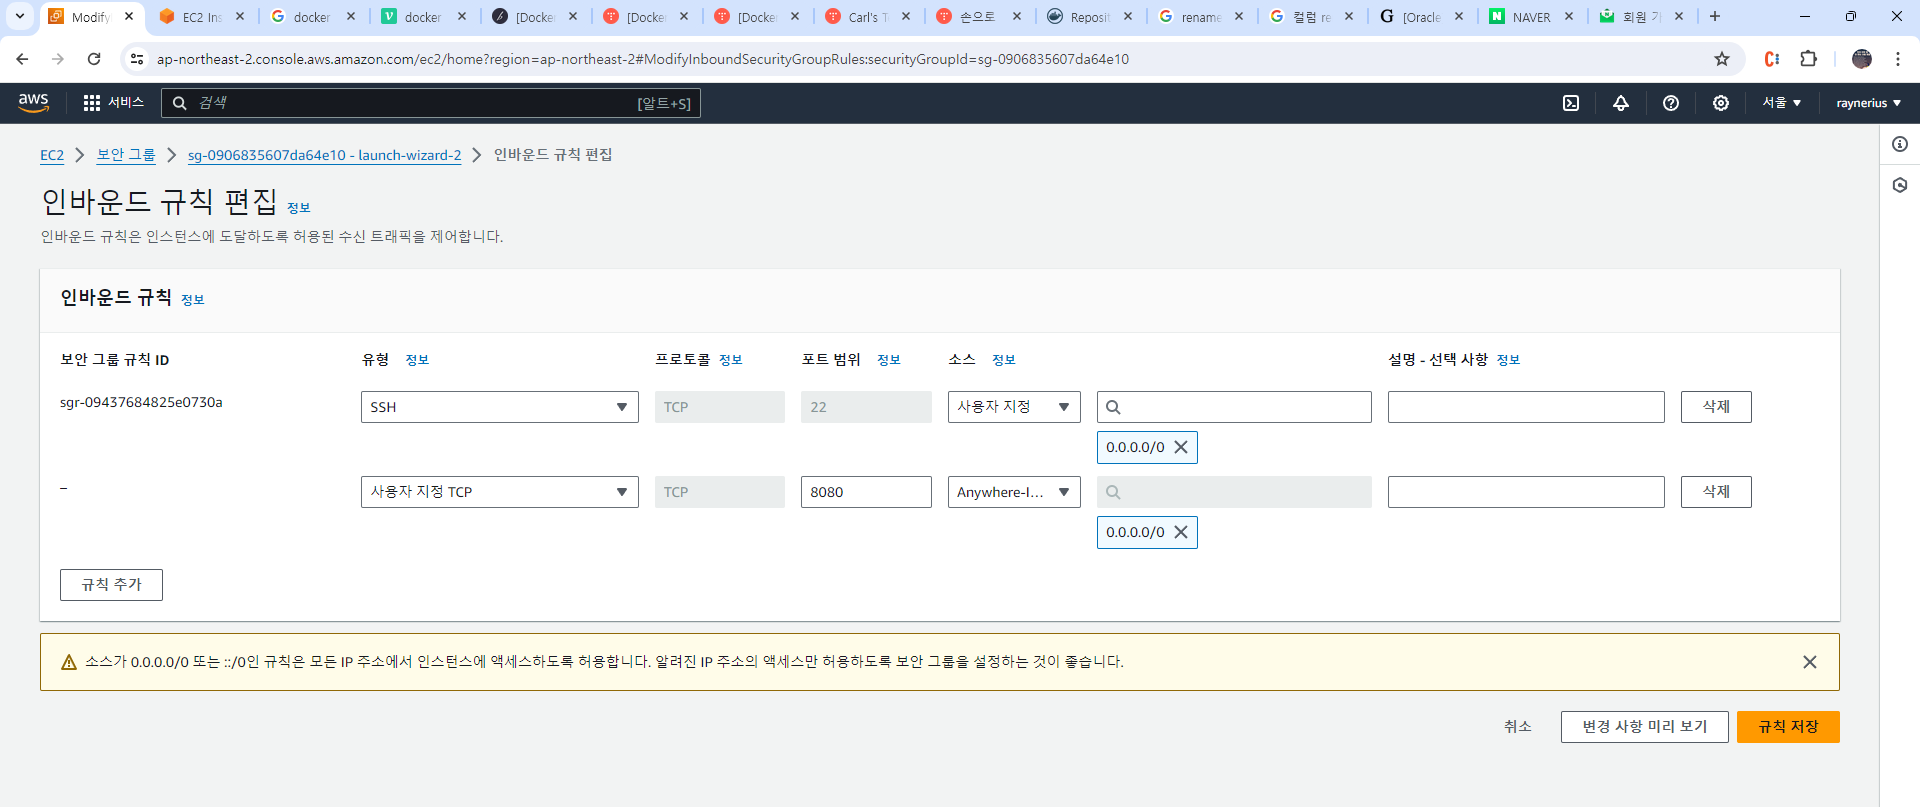 Modify
EC2 Ins
docker
docker
[Docke
[Docke
[Docke
Carl's T
손으로
Reposit
rename
컬럼 re
[Oracle
NAVER
회원 가
ap-northeast-2.console.aws.amazon.com/ec2/home?region=ap-northeast-2#ModifyInboundSecurityGroupRules:securityGroupId=sg-0906835607da64e10
aws 서비스 검색 [알트+S] 서울 raynerius
EC2 보안 그룹 sg-0906835607da64e10 - launch-wizard-2 인바운드 규칙 편집
인바운드 규칙 편집 정보
인바운드 규칙은 인스턴스에 도달하도록 허용된 수신 트래픽을 제어합니다.
인바운드 규칙 정보
보안 그룹 규칙 ID 유형 정보 프로토콜 정보 포트 범위 정보 소스 정보 설명 - 선택 사항 정보
sgr-09437684825e0730a SSH TCP 22 사용자 지정 삭제
0.0.0.0/0
– 사용자 지정 TCP TCP 8080 Anywhere-I... 삭제
0.0.0.0/0
규칙 추가
소스가 0.0.0.0/0 또는 ::/0인 규칙은 모든 IP 주소에서 인스턴스에 액세스하도록 허용합니다. 알려진 IP 주소의 액세스만 허용하도록 보안 그룹을 설정하는 것이 좋습니다.
취소 변경 사항 미리 보기 규칙 저장